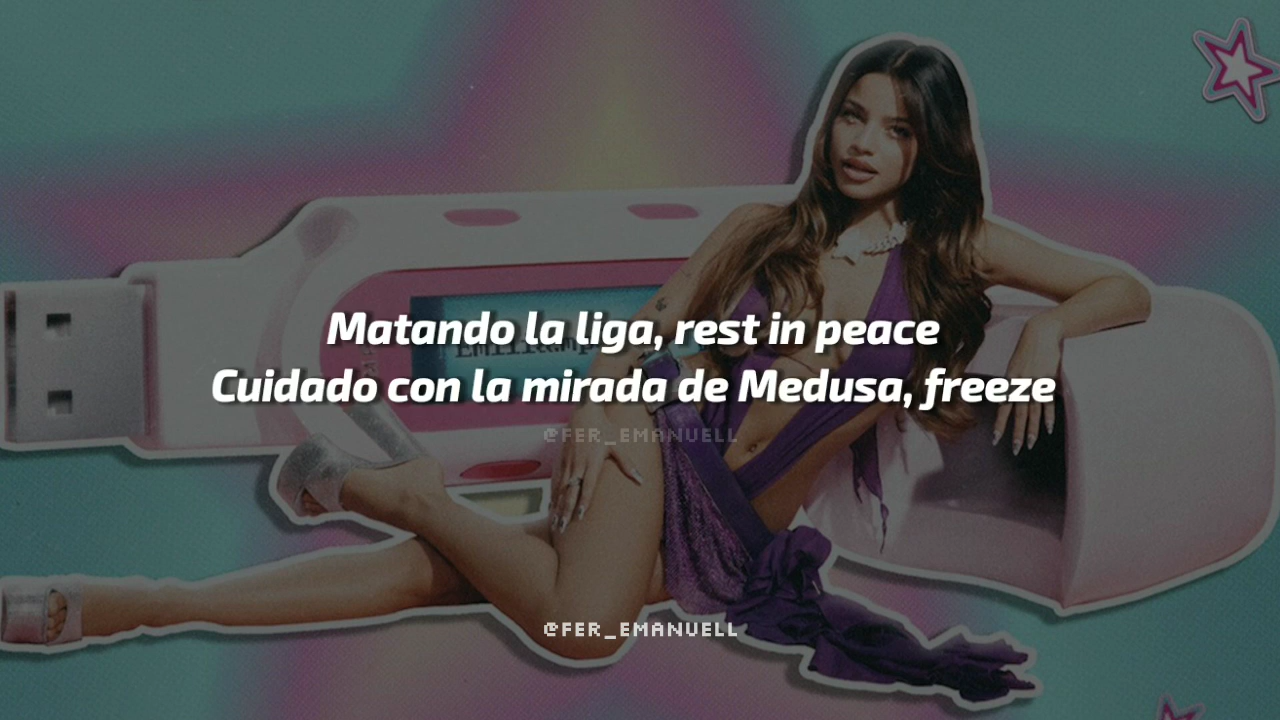 Matando la liga, rest in peace
Cuidado con la mirada de Medusa, freeze
@FER_EMANUELL
@FER_EMANUELL